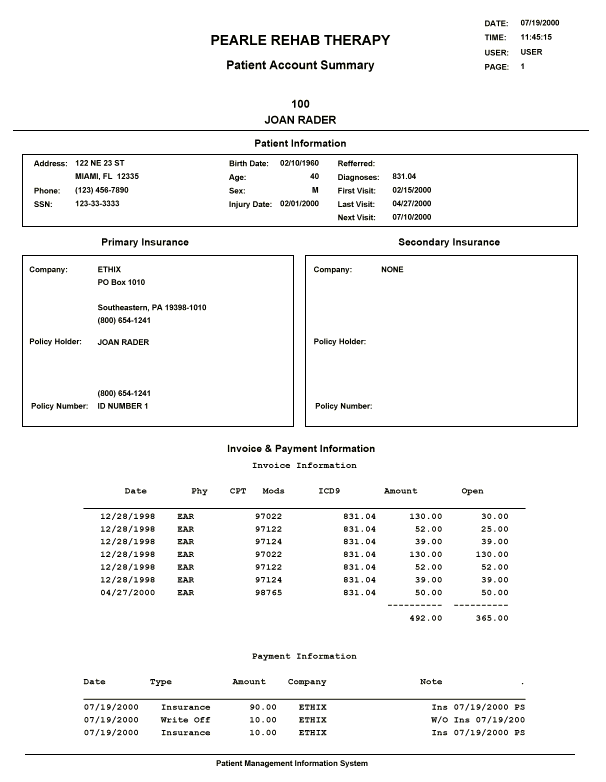 DATE: 07/19/2000
PEARLE REHAB THERAPY
TIME: 11:45:15
USER: USER
Patient Account Summary
PAGE: 1
100
JOAN RADER
Patient Information
Address: 122 NE 23 ST Birth Date: 02/10/1960 Refferred:
MIAMI, FL 12335 Age: 40 Diagnoses: 831.04
Phone: (123) 456-7890 Sex: M First Visit: 02/15/2000
SSN: 123-33-3333 Injury Date: 02/01/2000 Last Visit: 04/27/2000
Next Visit: 07/10/2000
Primary Insurance
Company: ETHIX
PO Box 1010
Southeastern, PA 19398-1010
(800) 654-1241
Policy Holder: JOAN RADER
(800) 654-1241
Policy Number: ID NUMBER 1
Secondary Insurance
Company: NONE
Policy Holder:
Policy Number:
Invoice & Payment Information
Invoice Information
Date Phy CPT Mods ICD9 Amount Open
12/28/1998 EAR 97022 831.04 130.00 30.00
12/28/1998 EAR 97122 831.04 52.00 25.00
12/28/1998 EAR 97124 831.04 39.00 39.00
12/28/1998 EAR 97022 831.04 130.00 130.00
12/28/1998 EAR 97122 831.04 52.00 52.00
12/28/1998 EAR 97124 831.04 39.00 39.00
04/27/2000 EAR 98765 831.04 50.00 50.00
---------- ----------
492.00 365.00
Payment Information
Date Type Amount Company Note .
07/19/2000 Insurance 90.00 ETHIX Ins 07/19/2000 PS
07/19/2000 Write Off 10.00 ETHIX W/O Ins 07/19/200
07/19/2000 Insurance 10.00 ETHIX Ins 07/19/2000 PS
Patient Management Information System